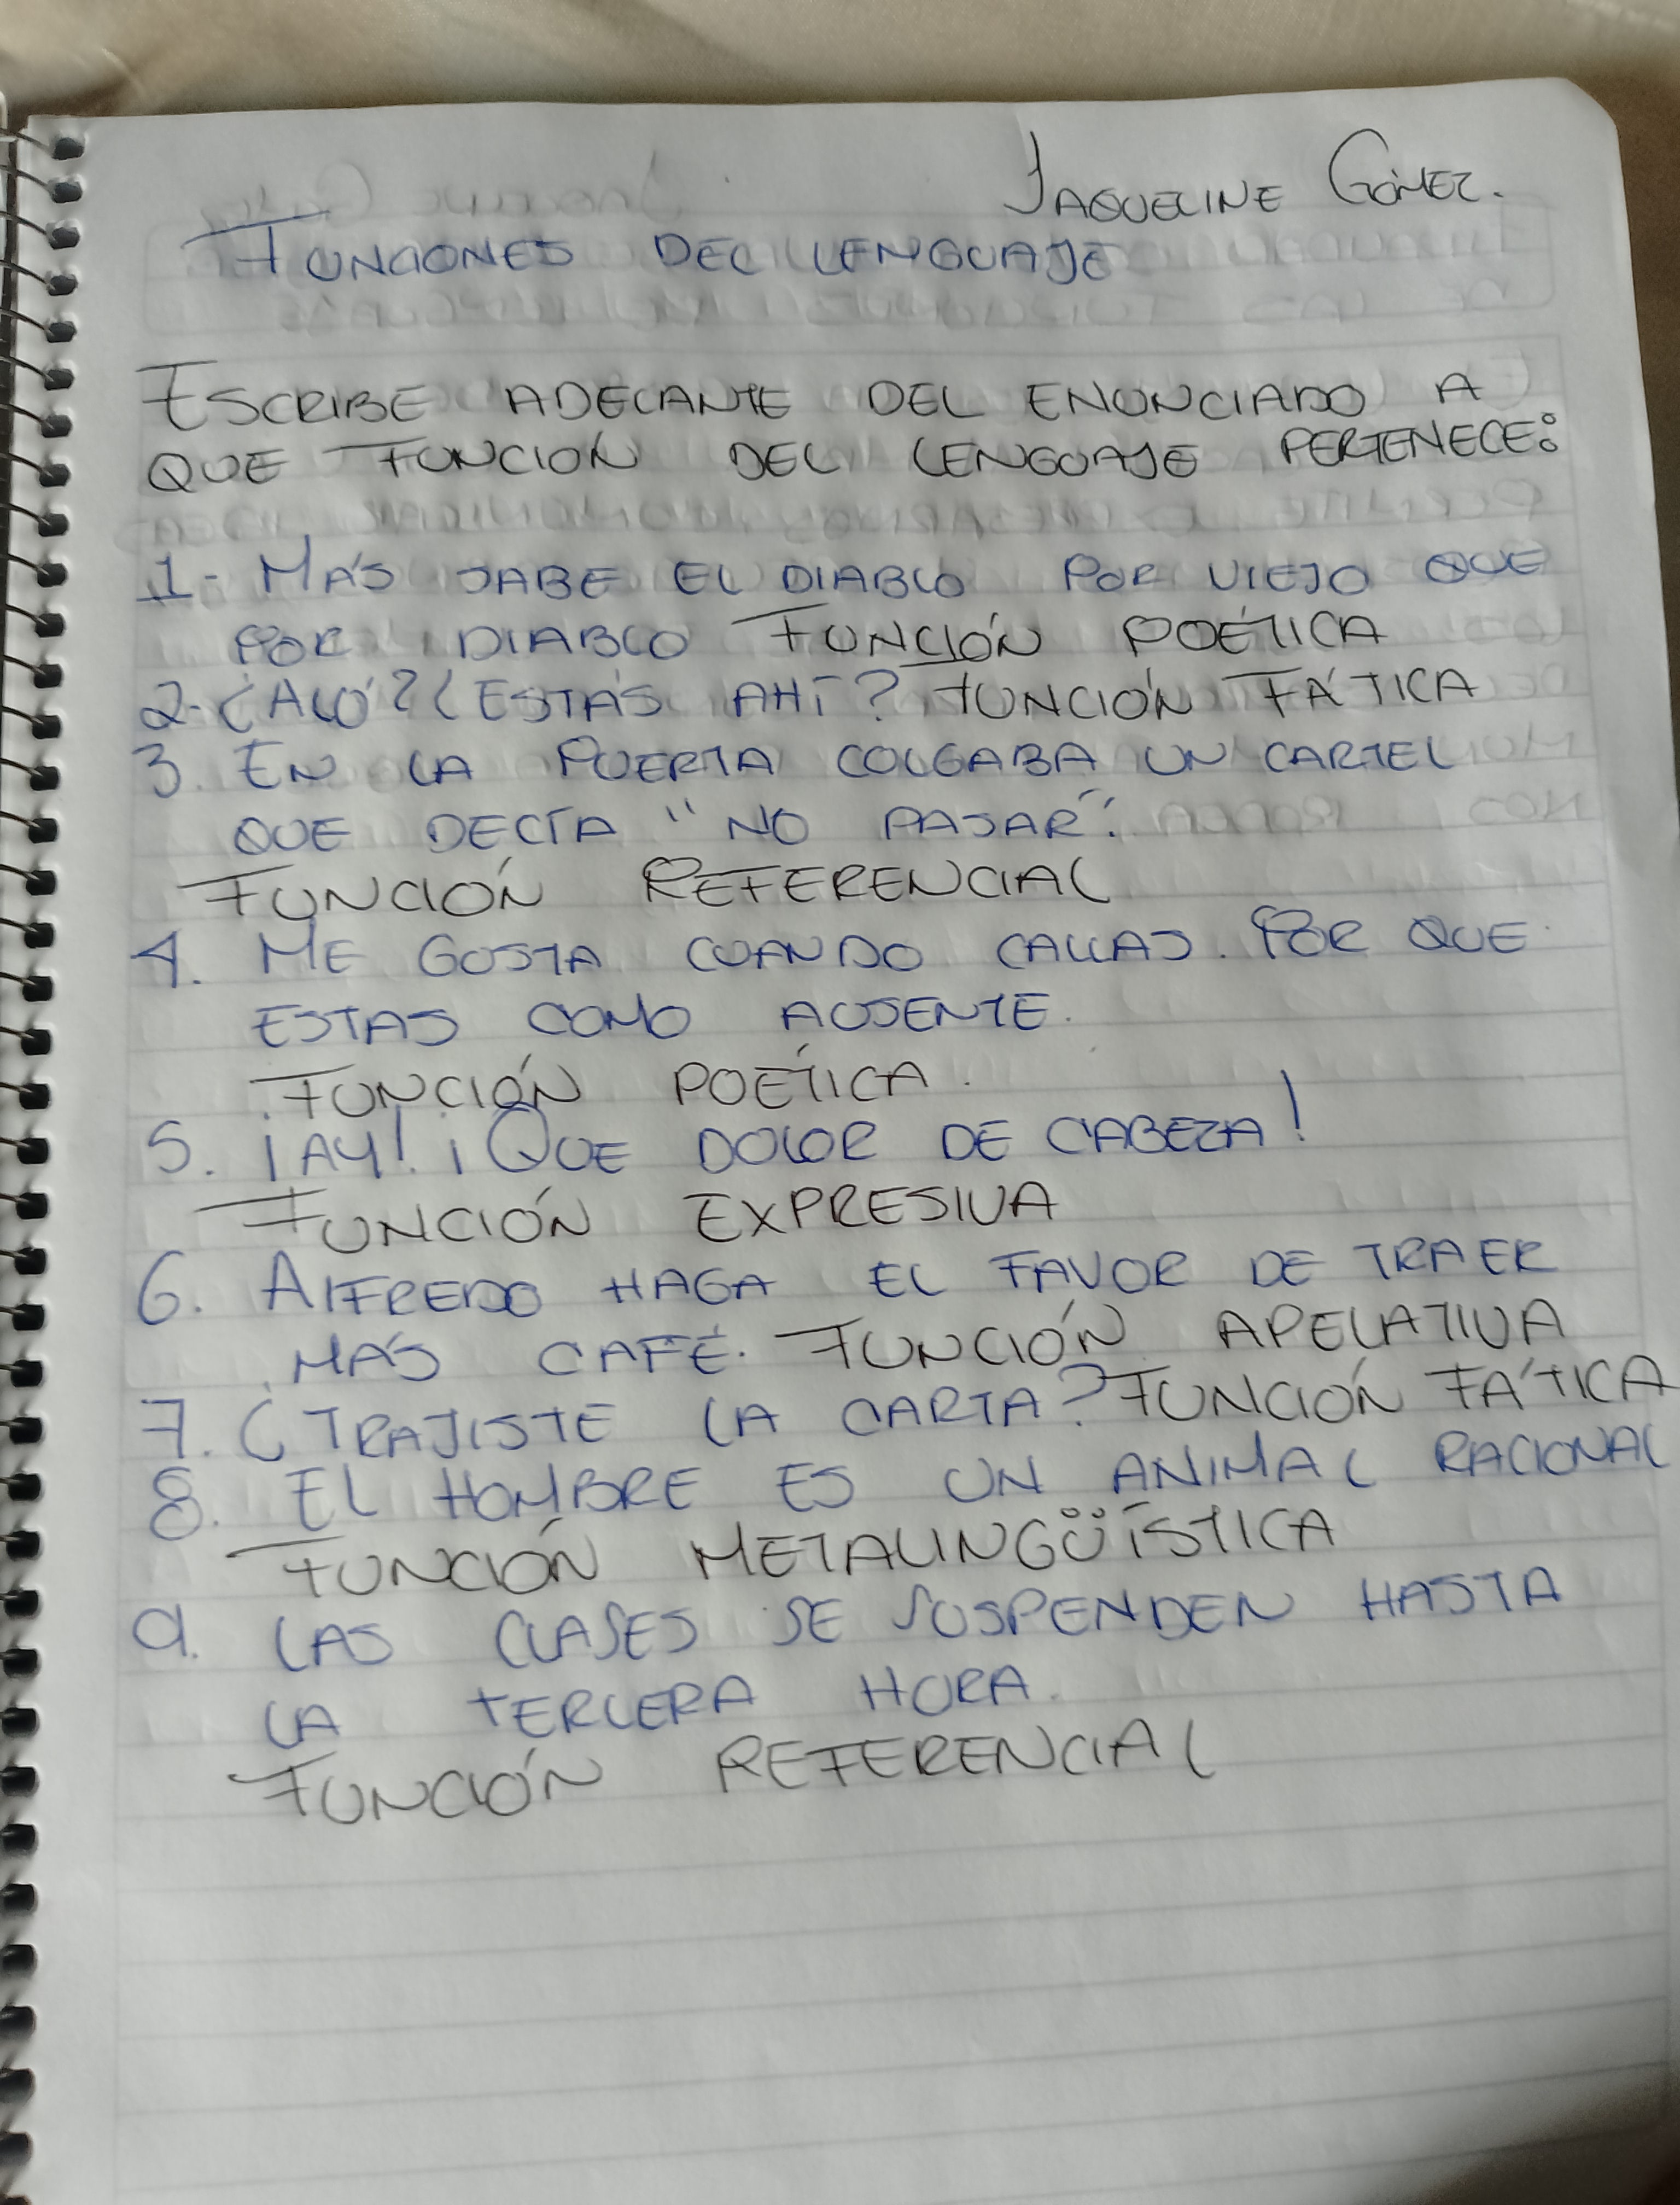 JAQUELINE GÓMEZ.
FUNCIONES DEL LENGUAJE
ESCRIBE ADELANTE DEL ENUNCIADO A
QUE FUNCIÓN DEL LENGUAJE PERTENECE:
1- MÁS SABE EL DIABLO POR VIEJO QUE
POR DIABLO FUNCIÓN POÉTICA
2- ¿ALÓ? ¿ESTÁS AHÍ? FUNCIÓN FÁTICA
3. EN LA PUERTA COLGABA UN CARTEL
QUE DECÍA "NO PASAR".
FUNCIÓN REFERENCIAL
4. ME GUSTA CUANDO CALLAS. POR QUE
ESTAS COMO AUSENTE.
FUNCIÓN POÉTICA.
5. ¡AY! ¡QUE DOLOR DE CABEZA!
FUNCIÓN EXPRESIVA
6. ALFREDO HAGA EL FAVOR DE TRAER
MÁS CAFÉ. FUNCIÓN APELATIVA
7. ¿TRAJISTE LA CARTA? FUNCIÓN FÁTICA
8. EL HOMBRE ES UN ANIMAL RACIONAL
FUNCIÓN METALINGÜÍSTICA
9. LAS CLASES SE SUSPENDEN HASTA
LA TERCERA HORA.
FUNCIÓN REFERENCIAL